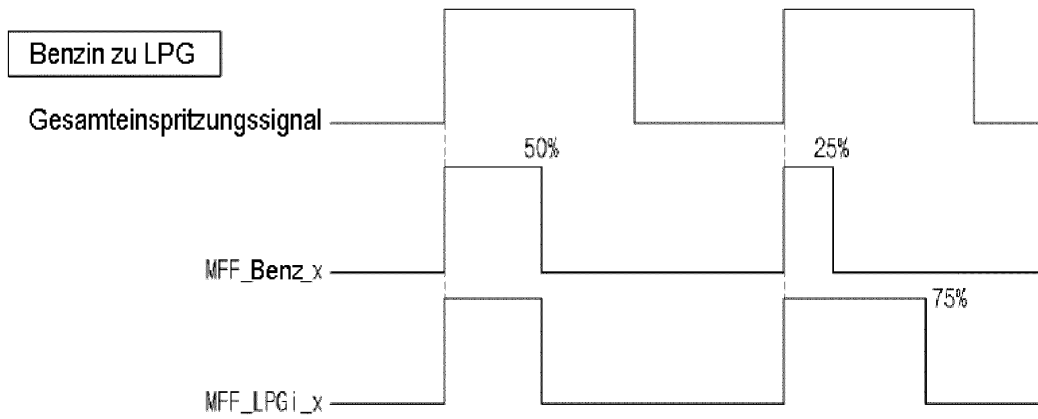 Benzin zu LPG
Gesamteinspritzungssignal
50%
25%
MFF_Benz_x
75%
MFF_LPGi_x